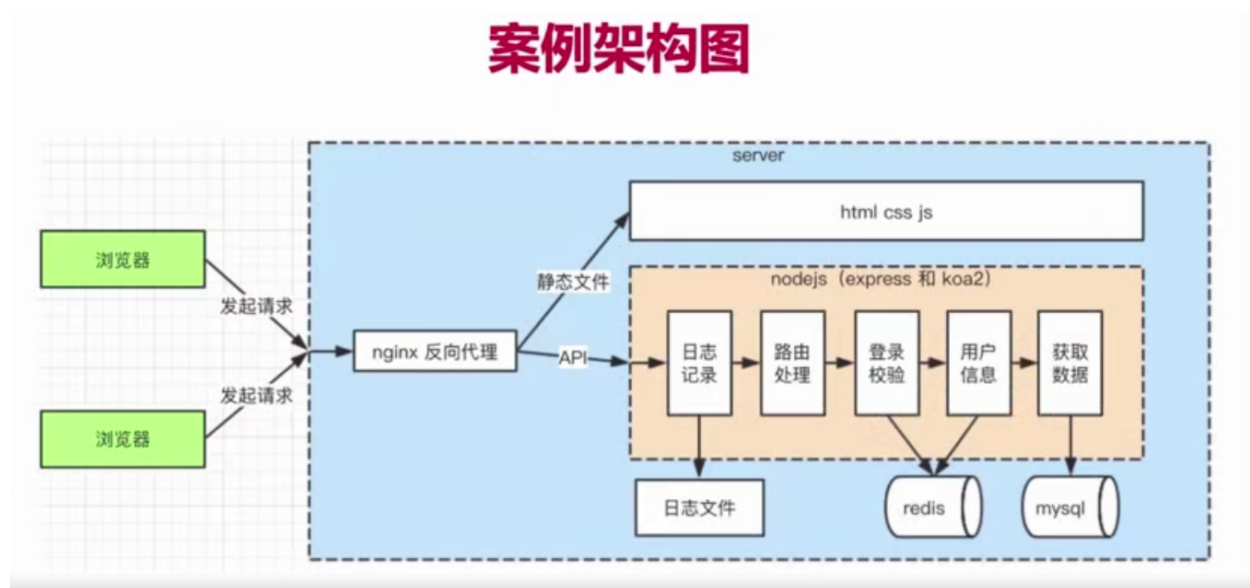 案例架构图
server
html css js
浏览器
静态文件
nodejs（express 和 koa2）
发起请求
nginx 反向代理
API
日志
记录
路由
处理
登录
校验
用户
信息
获取
数据
发起请求
浏览器
日志文件
redis
mysql